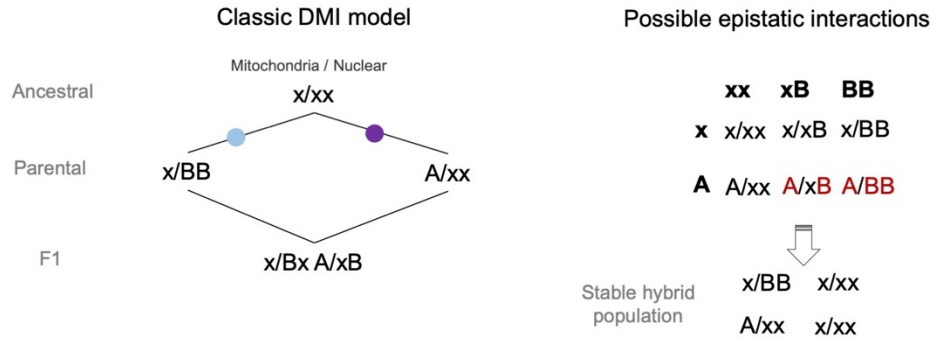 Classic DMI model
Mitochondria / Nuclear
Ancestral
x/xx
Parental
x/BB A/xx
F1
x/Bx A/xB
Possible epistatic interactions
xx xB BB
x x/xx x/xB x/BB
A A/xx A/xB A/BB
Stable hybrid
population
x/BB x/xx
A/xx x/xx